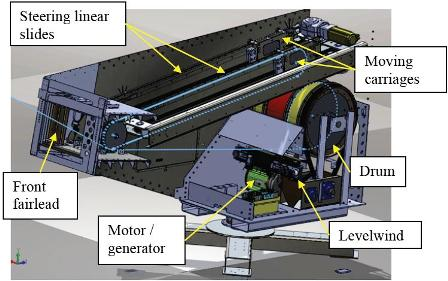 Steering linear
slides
Moving
carriages
Front
fairlead
Drum
Motor /
generator
Levelwind